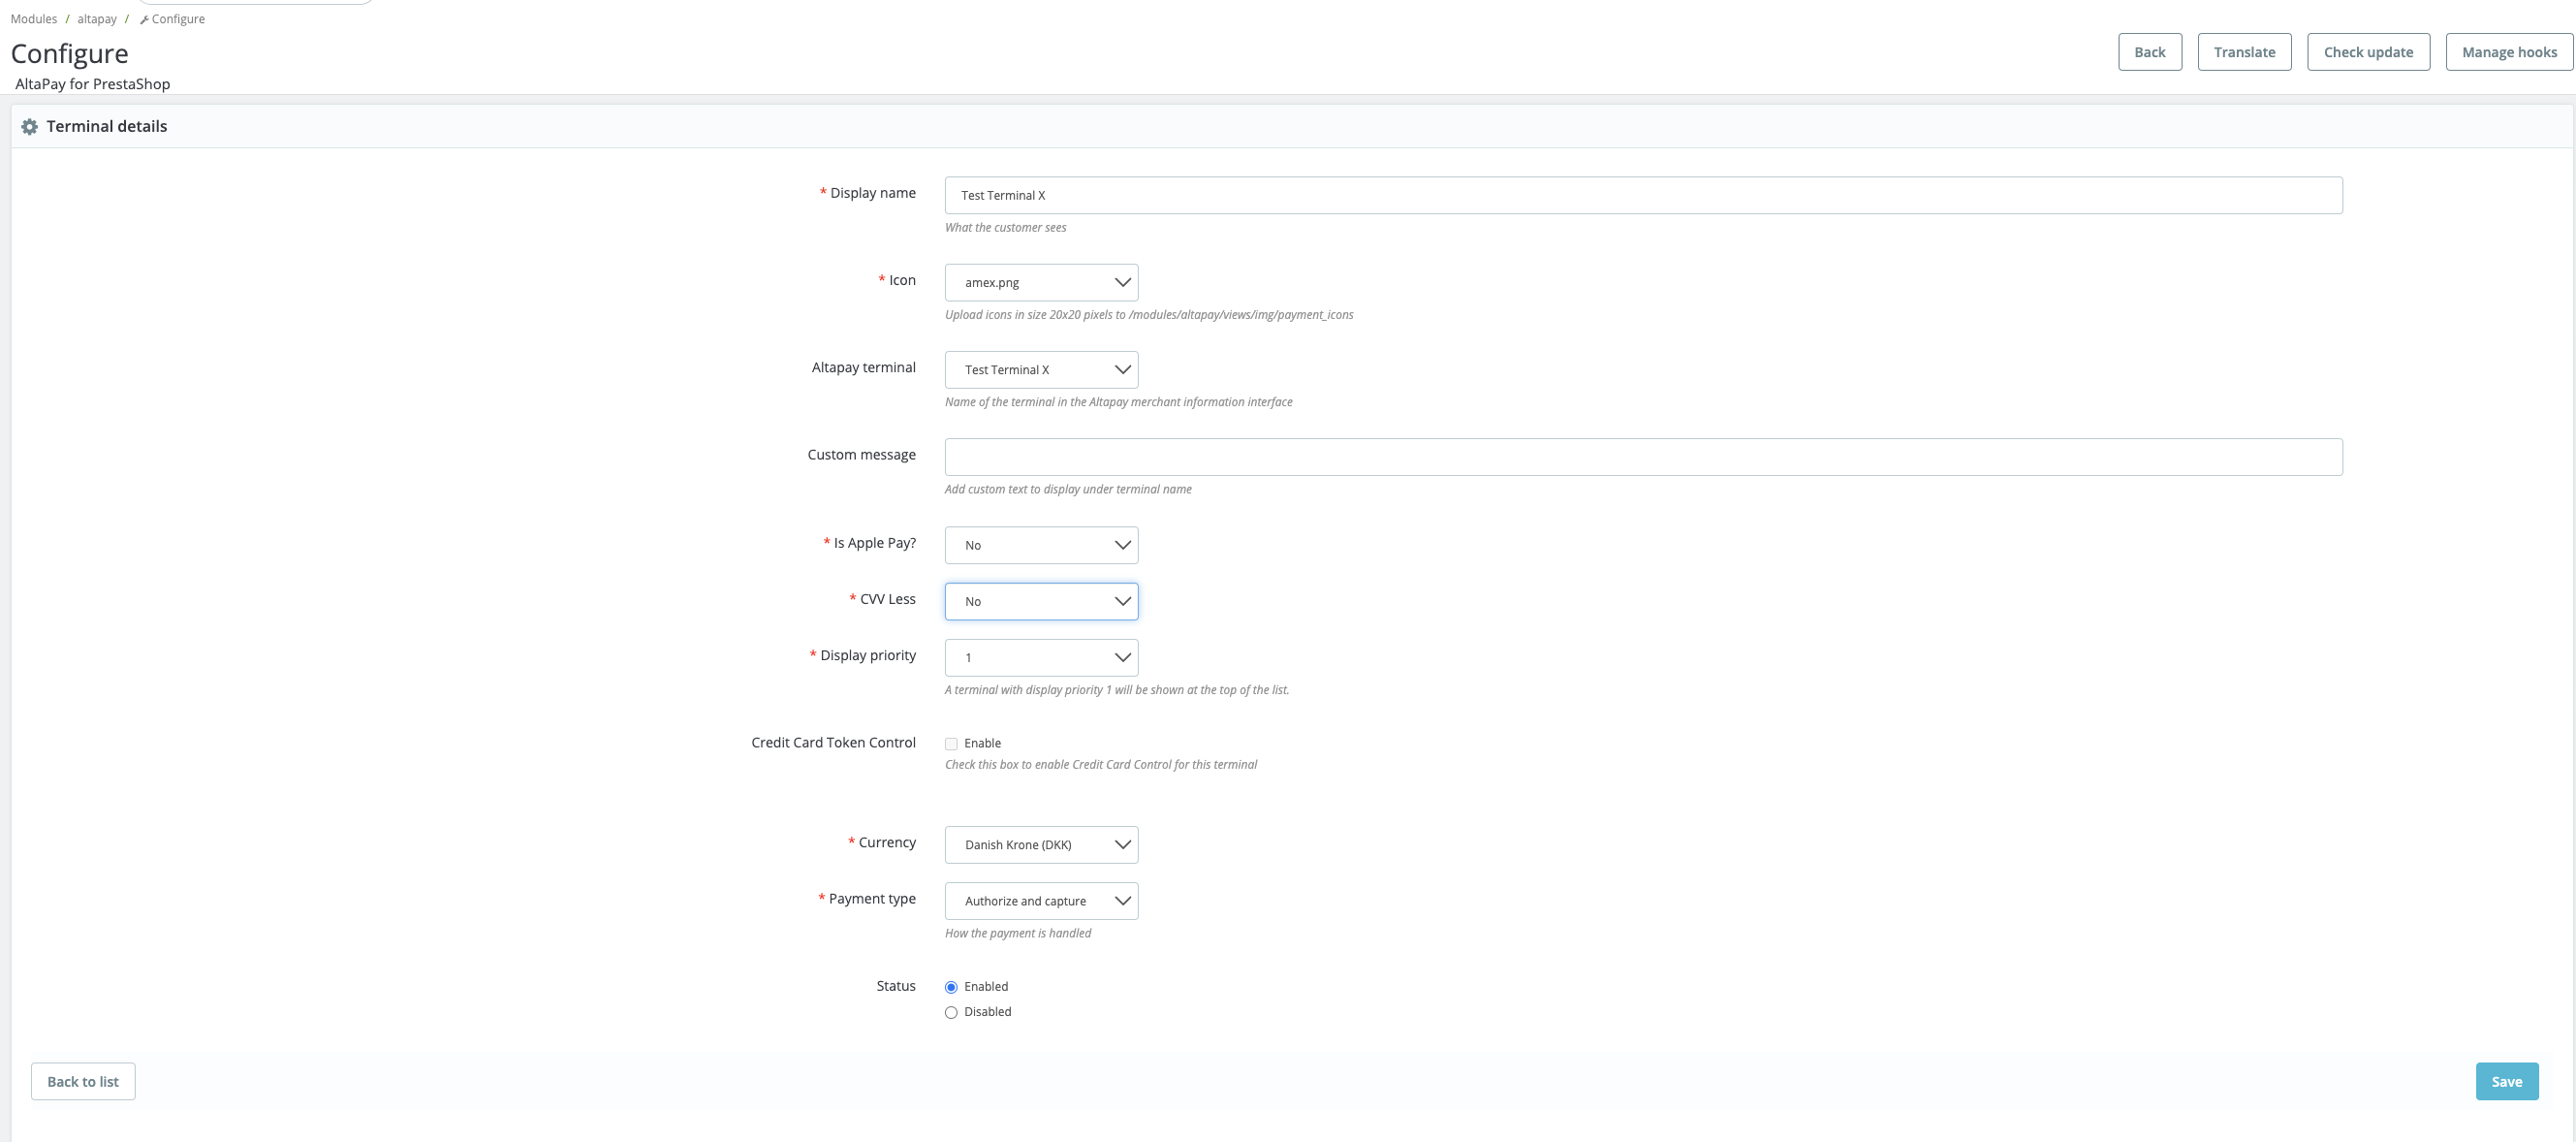 Modules / altapay / Configure
Configure
AltaPay for PrestaShop
Back Translate Check update Manage hooks
Terminal details
* Display name Test Terminal X
What the customer sees
* Icon amex.png
Upload icons in size 20x20 pixels to /modules/altapay/views/img/payment_icons
Altapay terminal Test Terminal X
Name of the terminal in the Altapay merchant information interface
Custom message
Add custom text to display under terminal name
* Is Apple Pay? No
* CVV Less No
* Display priority 1
A terminal with display priority 1 will be shown at the top of the list.
Credit Card Token Control Enable
Check this box to enable Credit Card Control for this terminal
* Currency Danish Krone (DKK)
* Payment type Authorize and capture
How the payment is handled
Status Enabled
Disabled
Back to list Save